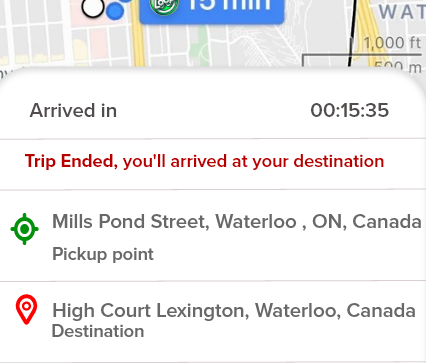 15 min
WAT
1,000 ft
500 m
Arrived in 00:15:35
Trip Ended, you'll arrived at your destination
Mills Pond Street, Waterloo , ON, Canada
Pickup point
High Court Lexington, Waterloo, Canada
Destination